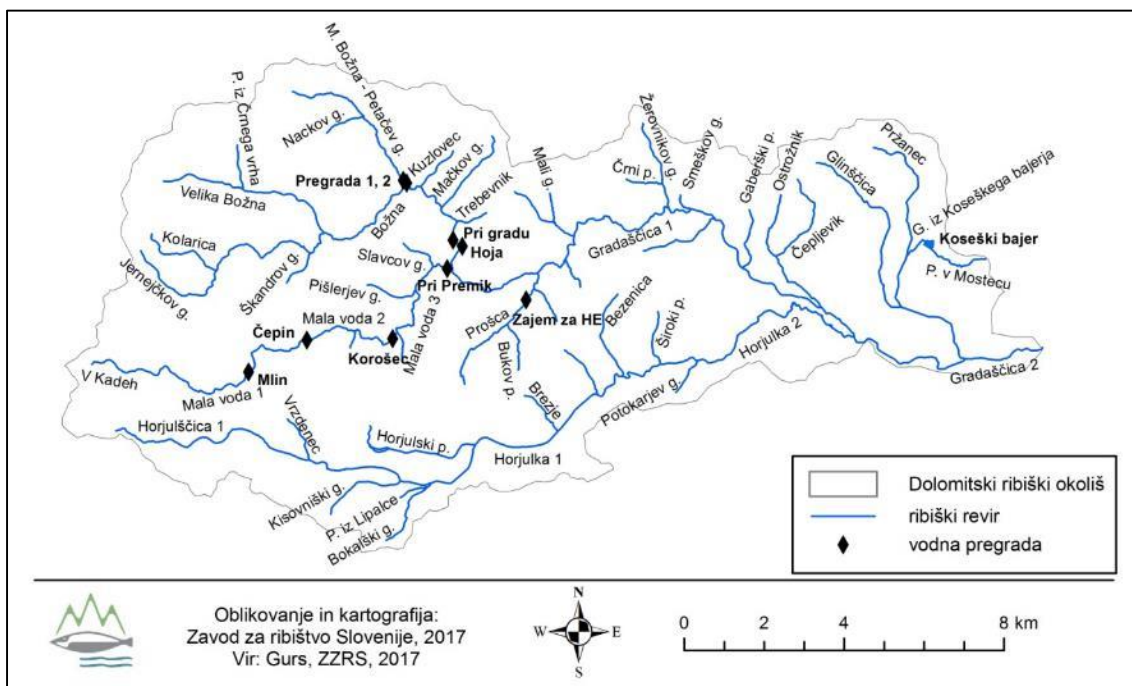 M. Božna - Petačev g.
P. iz Črnega vrha
Nackov g.
Kuzlovec
Mačkov g.
Pregrada 1, 2
Velika Božna
Božna
Trebevnik
Mali g.
Črni p.
Žerovnikov g.
Smeškov g.
Gaberški p.
Ostrožnik
Čepljevik
Glinščica
Pržanec
G. iz Koseškega bajerja
Koseški bajer
P. v Mostecu
Kolarica
Jernejčkov g.
Škandrov g.
Slavcov g.
Pri gradu
Hoja
Pri Premik
Gradaščica 1
Pišlerjev g.
Mala voda 3
Mala voda 2
Čepin
Korošec
Prošca
Zajem za HE
Bezenica
Široki p.
Bukov p.
Horjulka 2
Gradaščica 2
V Kadeh
Mlin
Mala voda 1
Potokarjev g.
Brezje
Horjulščica 1
Vrzdenec
Horjulski p.
Horjulka 1
Kisovniški g.
P. iz Lipalce
Bokalški g.
Dolomitski ribiški okoliš
ribiški revir
vodna pregrada
Oblikovanje in kartografija:
Zavod za ribištvo Slovenije, 2017
Vir: Gurs, ZZRS, 2017
N
W E
S
0 2 4 8 km